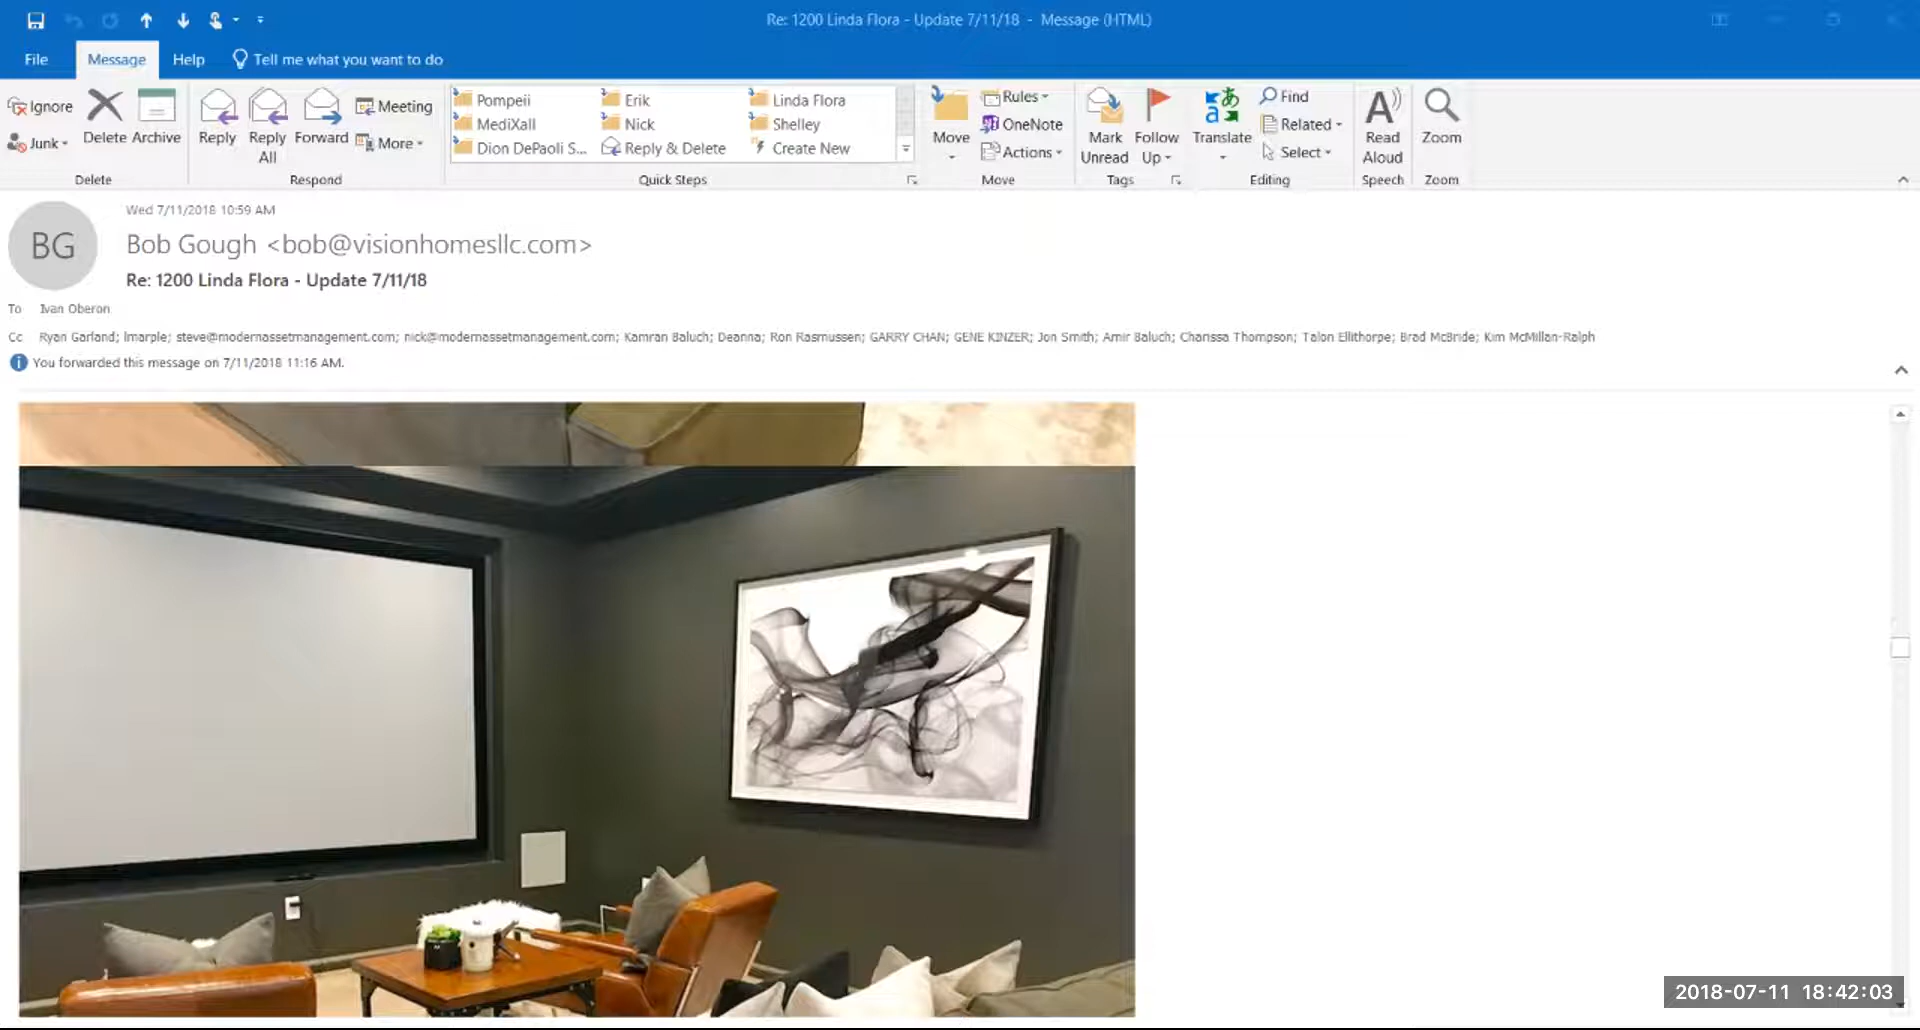 Re: 1200 Linda Flora - Update 7/11/18 - Message (HTML)
File Message Help Tell me what you want to do
Ignore
Junk
Delete
Archive
Delete
Reply
Reply All
Forward
Meeting
More
Respond
Pompeii Erik Linda Flora
MediXall Nick Shelley
Dion DePaoli S... Reply & Delete Create New
Quick Steps
Move
Rules
OneNote
Actions
Move
Mark Unread
Follow Up
Tags
Translate
Find
Related
Select
Editing
Read Aloud
Speech
Zoom
Zoom
BG
Wed 7/11/2018 10:59 AM
Bob Gough <bob@visionhomesllc.com>
Re: 1200 Linda Flora - Update 7/11/18
To Ivan Oberon
Cc Ryan Garland; lmarple; steve@modernassetmanagement.com; nick@modernassetmanagement.com; Kamran Baluch; Deanna; Ron Rasmussen; GARRY CHAN; GENE KINZER; Jon Smith; Amir Baluch; Charissa Thompson; Talon Ellithorpe; Brad McBride; Kim McMillan-Ralph
You forwarded this message on 7/11/2018 11:16 AM.
2018-07-11 18:42:03